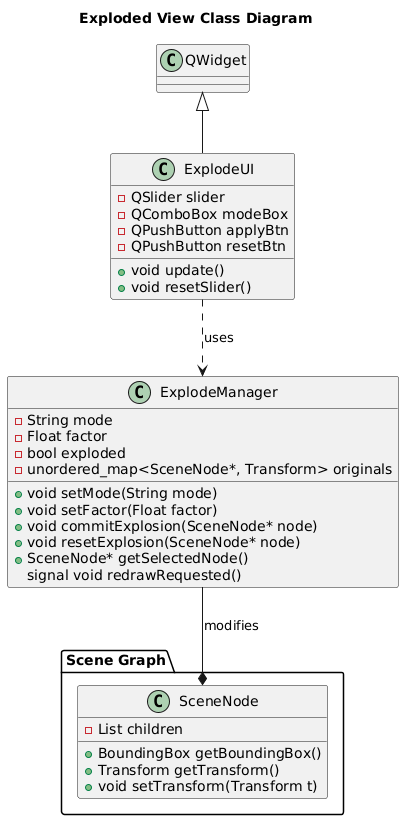 Exploded View Class Diagram
C QWidget
C ExplodeUI
QSlider slider
QComboBox modeBox
QPushButton applyBtn
QPushButton resetBtn
void update()
void resetSlider()
uses
C ExplodeManager
String mode
Float factor
bool exploded
unordered_map<SceneNode*, Transform> originals
void setMode(String mode)
void setFactor(Float factor)
void commitExplosion(SceneNode* node)
void resetExplosion(SceneNode* node)
SceneNode* getSelectedNode()
signal void redrawRequested()
modifies
Scene Graph
C SceneNode
List children
BoundingBox getBoundingBox()
Transform getTransform()
void setTransform(Transform t)